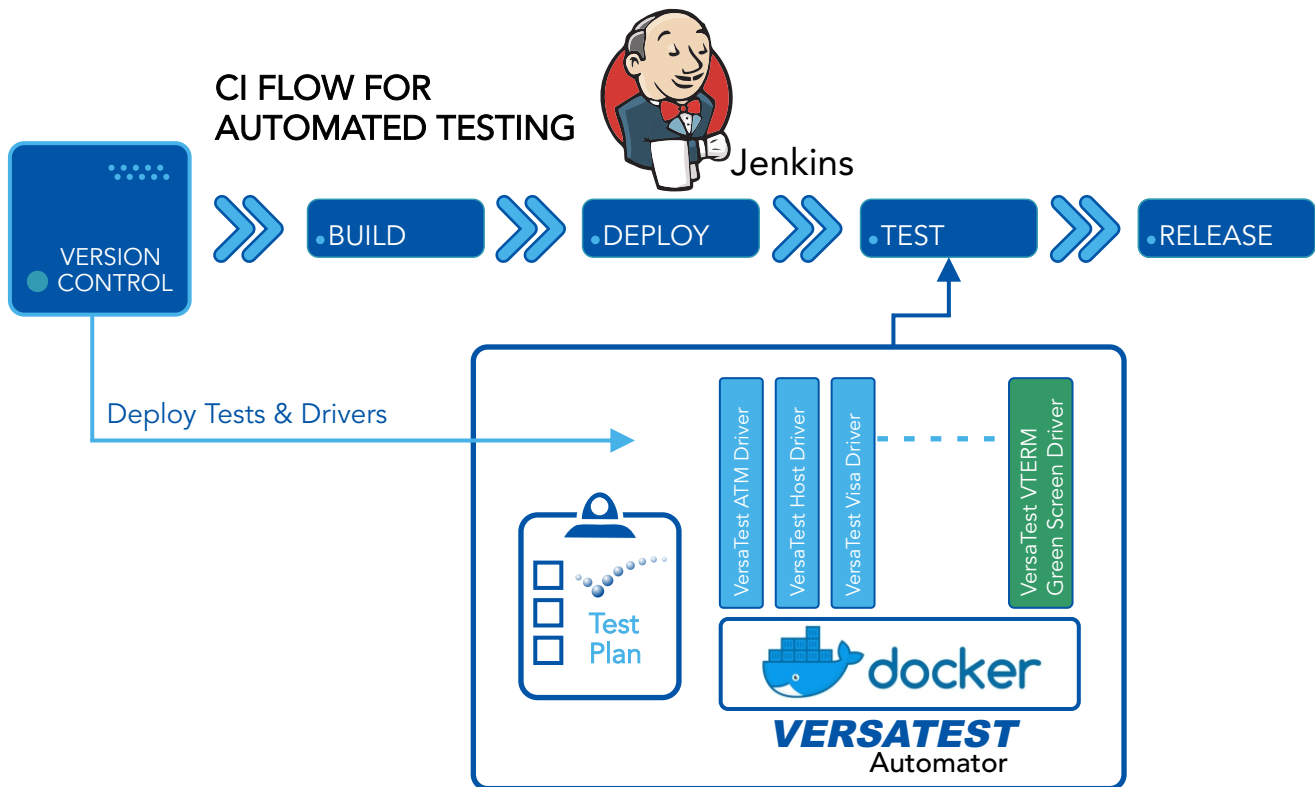 CI FLOW FOR
AUTOMATED TESTING
Jenkins
VERSION
CONTROL
BUILD
DEPLOY
TEST
RELEASE
Deploy Tests & Drivers
VersaTest ATM Driver
VersaTest Host Driver
VersaTest Visa Driver
VersaTest VTERM
Green Screen Driver
Test
Plan
docker
VERSATEST
Automator